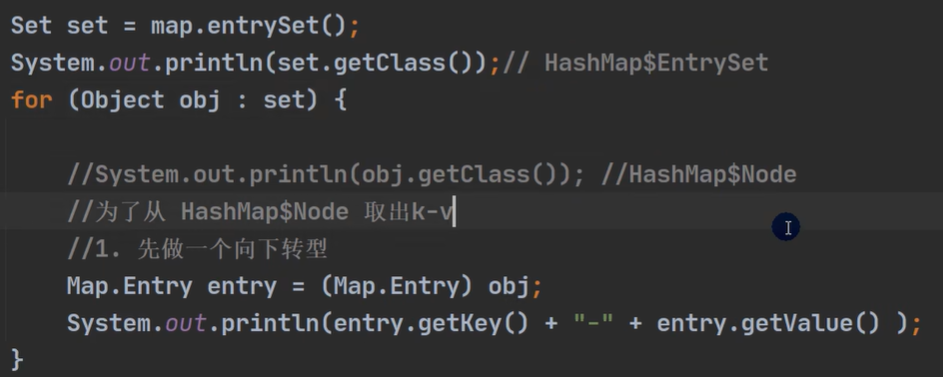 Set set = map.entrySet();
System.out.println(set.getClass());// HashMap$EntrySet
for (Object obj : set) {
//System.out.println(obj.getClass()); //HashMap$Node
//为了从 HashMap$Node 取出k-v
//1. 先做一个向下转型
Map.Entry entry = (Map.Entry) obj;
System.out.println(entry.getKey() + "-" + entry.getValue() );
}